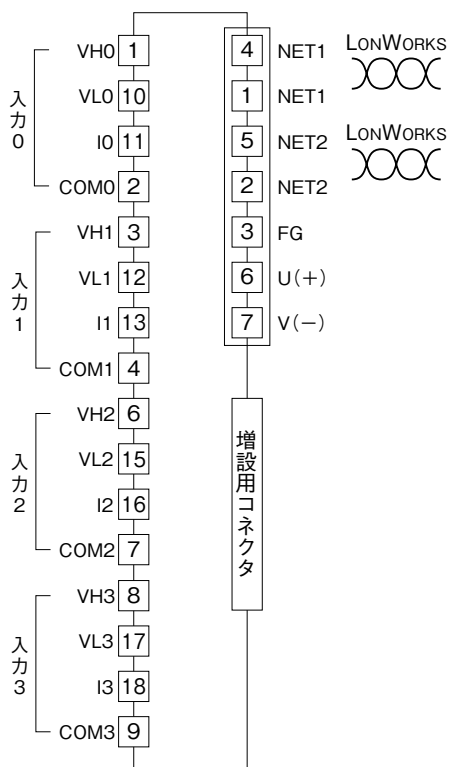 入力0
VH0 1
VL0 10
I0 11
COM0 2
入力1
VH1 3
VL1 12
I1 13
COM1 4
入力2
VH2 6
VL2 15
I2 16
COM2 7
入力3
VH3 8
VL3 17
I3 18
COM3 9
4 NET1 LONWORKS
1 NET1
5 NET2 LONWORKS
2 NET2
3 FG
6 U(+)
7 V(−)
増設用コネクタ